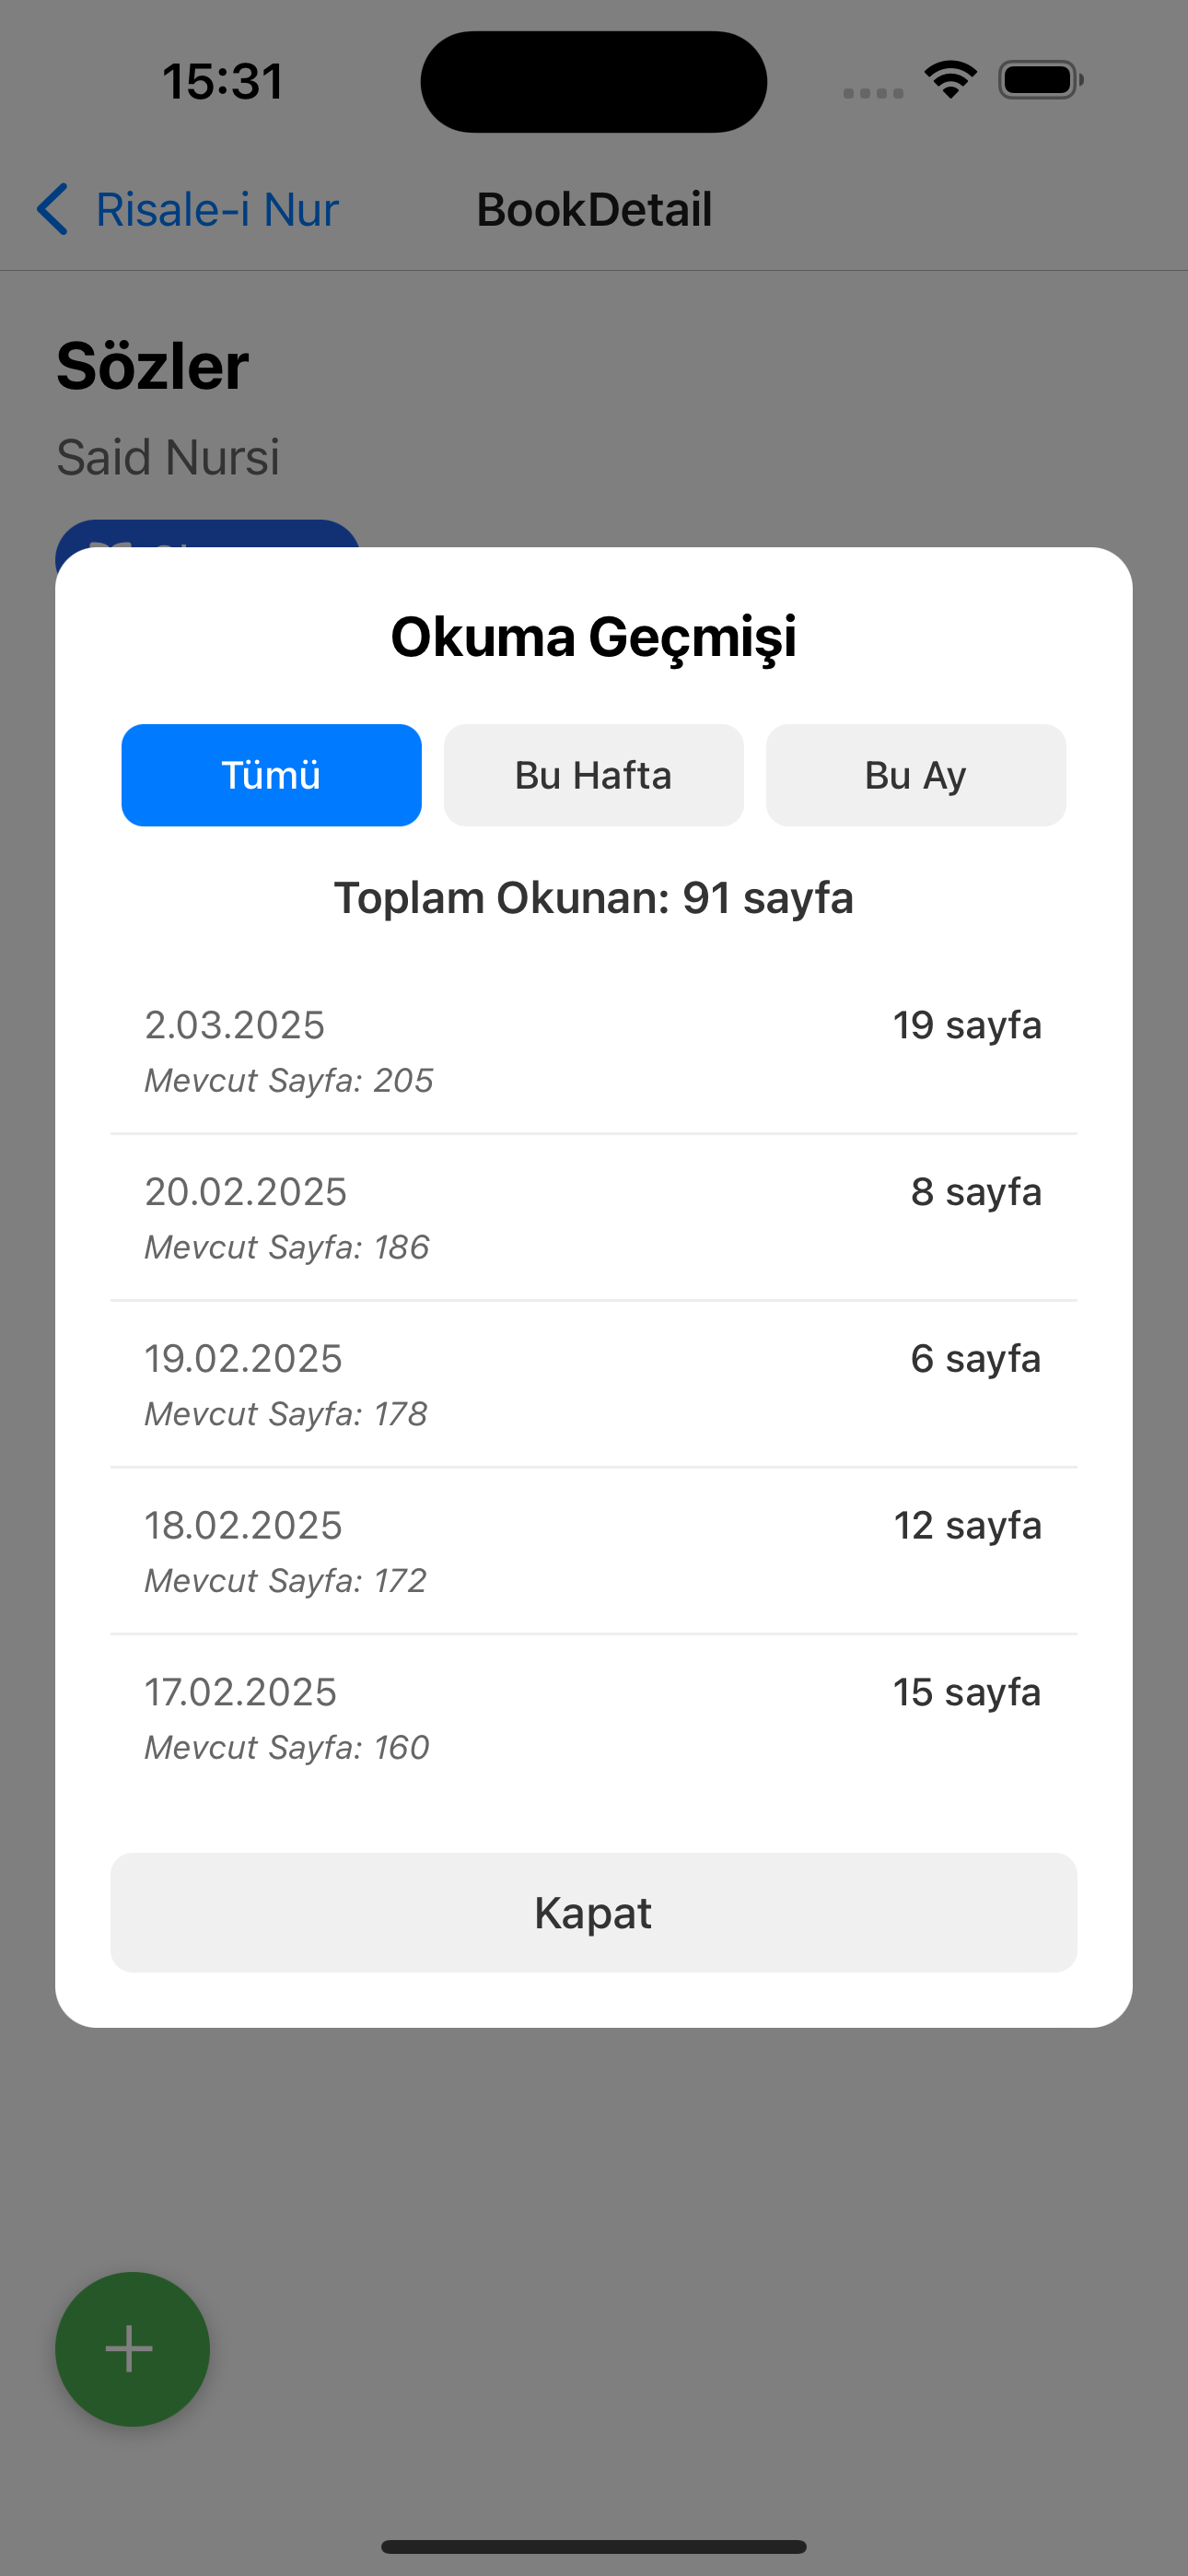 15:31
Risale-i Nur
BookDetail
Sözler
Said Nursi
Okuma Geçmişi
Tümü
Bu Hafta
Bu Ay
Toplam Okunan: 91 sayfa
2.03.2025
19 sayfa
Mevcut Sayfa: 205
20.02.2025
8 sayfa
Mevcut Sayfa: 186
19.02.2025
6 sayfa
Mevcut Sayfa: 178
18.02.2025
12 sayfa
Mevcut Sayfa: 172
17.02.2025
15 sayfa
Mevcut Sayfa: 160
Kapat